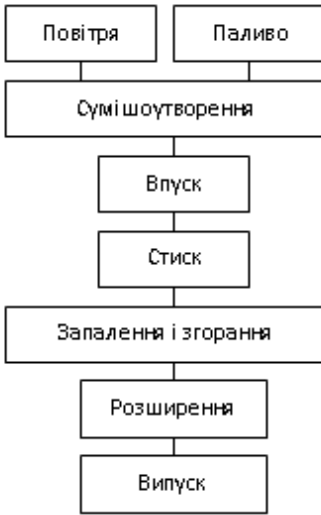 Повітря
Паливо
Сумішоутворення
Впуск
Стиск
Запалення і згорання
Розширення
Випуск